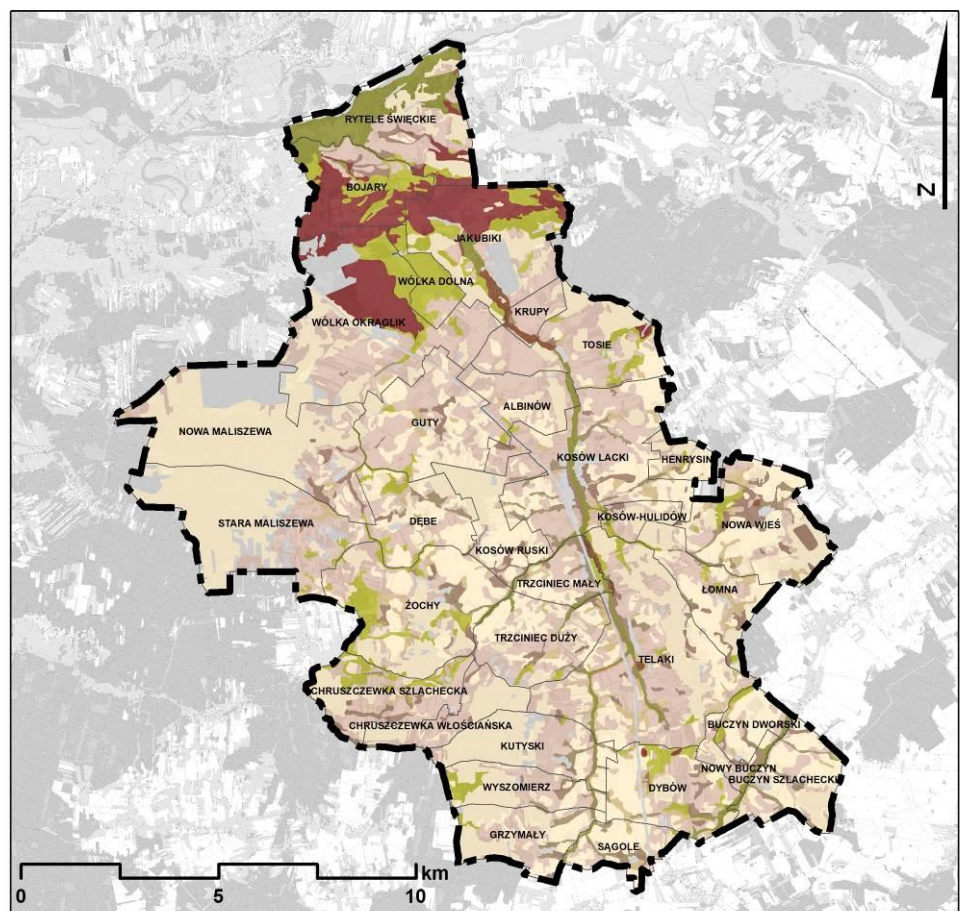 RYTELE ŚWIĘCKIE
BOJARY
JAKUBIKI
WÓLKA DOLNA
KRUPY
WÓLKA OKRĄGLIK
TOSIE
ALBINÓW
GUTY
NOWA MALISZEWA
KOSÓW LACKI
HENRYSIN
STARA MALISZEWA
DĘBE
KOSÓW-HULIDÓW
NOWA WIEŚ
KOSÓW RUSKI
TRZCINIEC MAŁY
ŁOMNA
ŻOCHY
TRZCINIEC DUŻY
TELAKI
CHRUSZCZEWKA SZLACHECKA
CHRUSZCZEWKA WŁOŚCIAŃSKA
BUCZYN DWORSKI
KUTYSKI
NOWY BUCZYN
BUCZYN SZLACHECKI
WYSZOMIERZ
DYBÓW
GRZYMAŁY
SĄGOLE
N
km
0 5 10